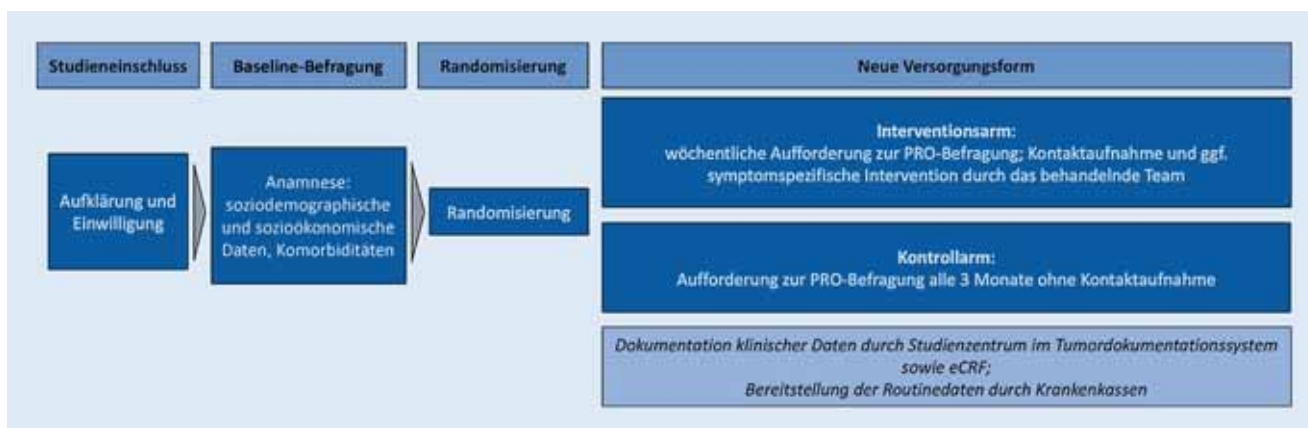 Studieneinschluss
Baseline-Befragung
Randomisierung
Neue Versorgungsform
Aufklärung und
Einwilligung
Anamnese:
soziodemographische
und sozioökonomische
Daten, Komorbiditäten
Randomisierung
Interventionsarm:
wöchentliche Aufforderung zur PRO-Befragung; Kontaktaufnahme und ggf.
symptomspezifische Intervention durch das behandelnde Team
Kontrollarm:
Aufforderung zur PRO-Befragung alle 3 Monate ohne Kontaktaufnahme
Dokumentation klinischer Daten durch Studienzentrum im Tumordokumentationssystem
sowie eCRF;
Bereitstellung der Routinedaten durch Krankenkassen